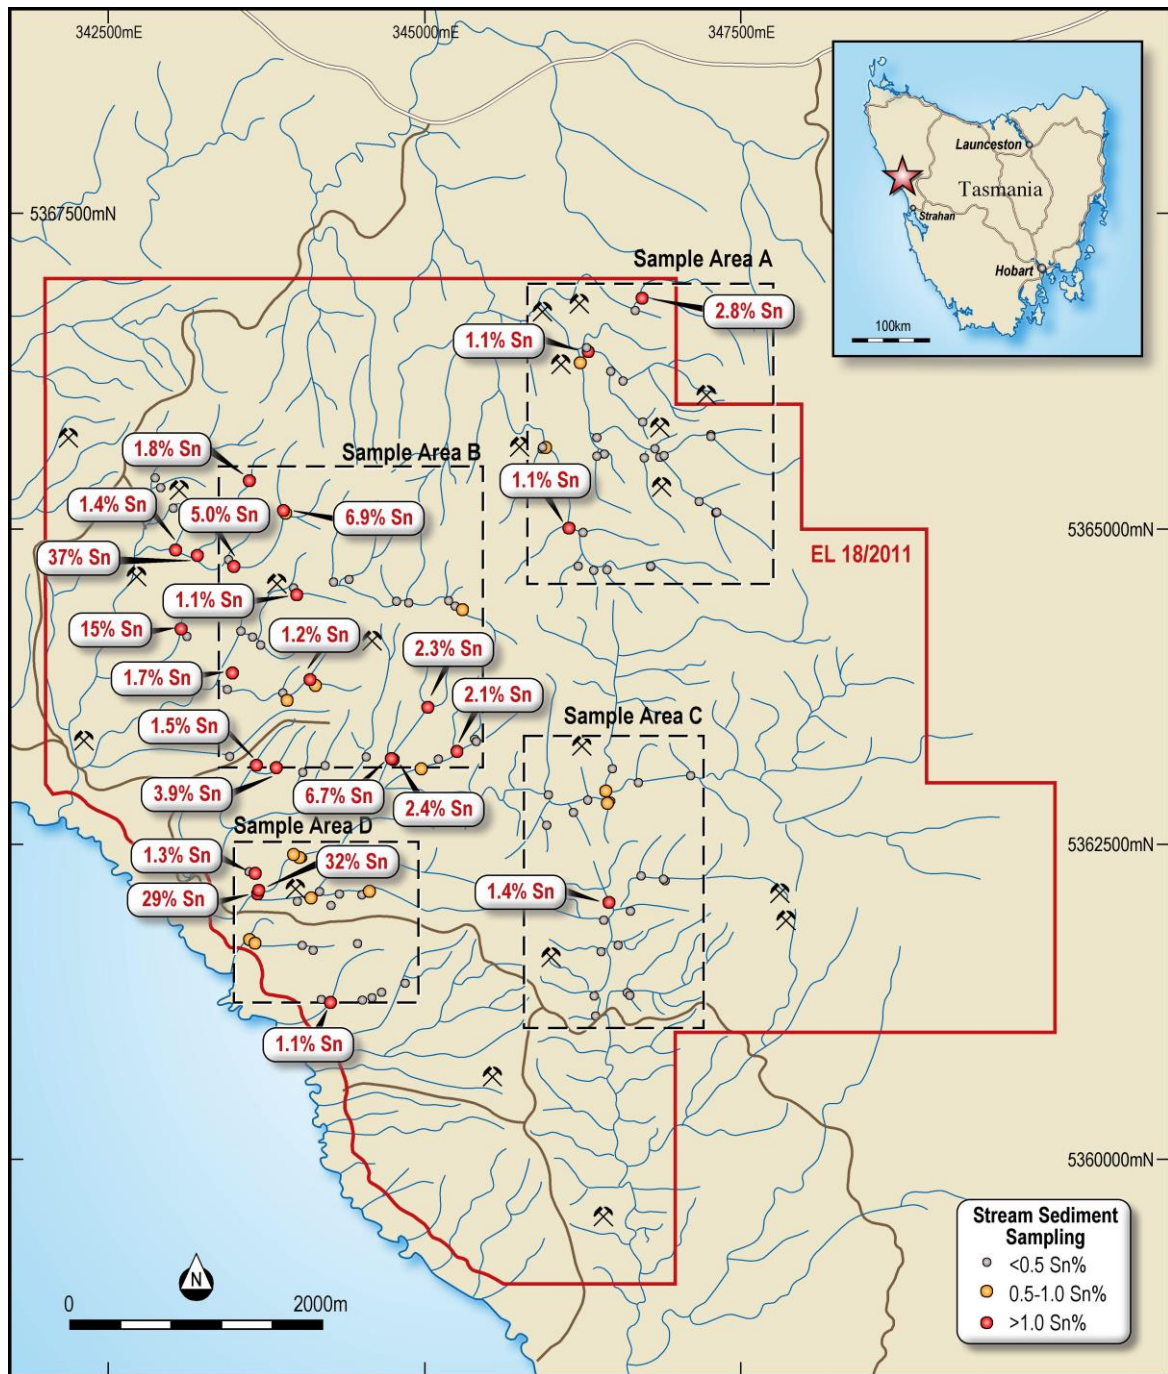 342500mE
345000mE
347500mE
Launceston
Tasmania
Strahan
Hobart
100km
5367500mN
Sample Area A
2.8% Sn
1.1% Sn
1.8% Sn
Sample Area B
1.4% Sn
5.0% Sn
6.9% Sn
1.1% Sn
5365000mN
37% Sn
EL 18/2011
1.1% Sn
15% Sn
1.2% Sn
2.3% Sn
1.7% Sn
2.1% Sn
1.5% Sn
Sample Area C
3.9% Sn
6.7% Sn
2.4% Sn
Sample Area D
1.3% Sn
32% Sn
5362500mN
29% Sn
1.4% Sn
1.1% Sn
5360000mN
Stream Sediment
Sampling
<0.5 Sn%
0.5-1.0 Sn%
>1.0 Sn%
N
0
2000m